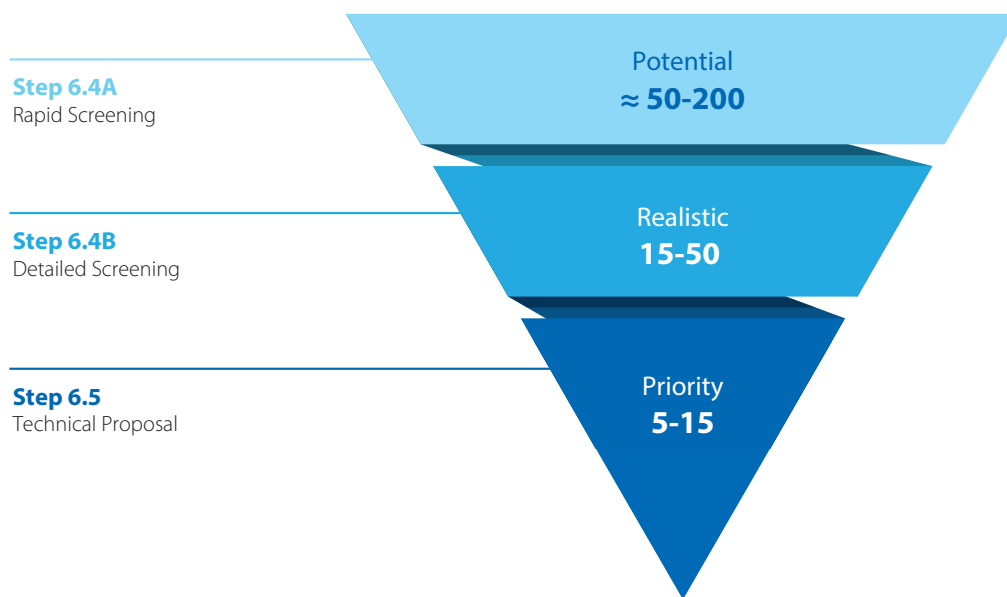 Potential
≈ 50-200
Step 6.4A
Rapid Screening
Realistic
15-50
Step 6.4B
Detailed Screening
Priority
5-15
Step 6.5
Technical Proposal